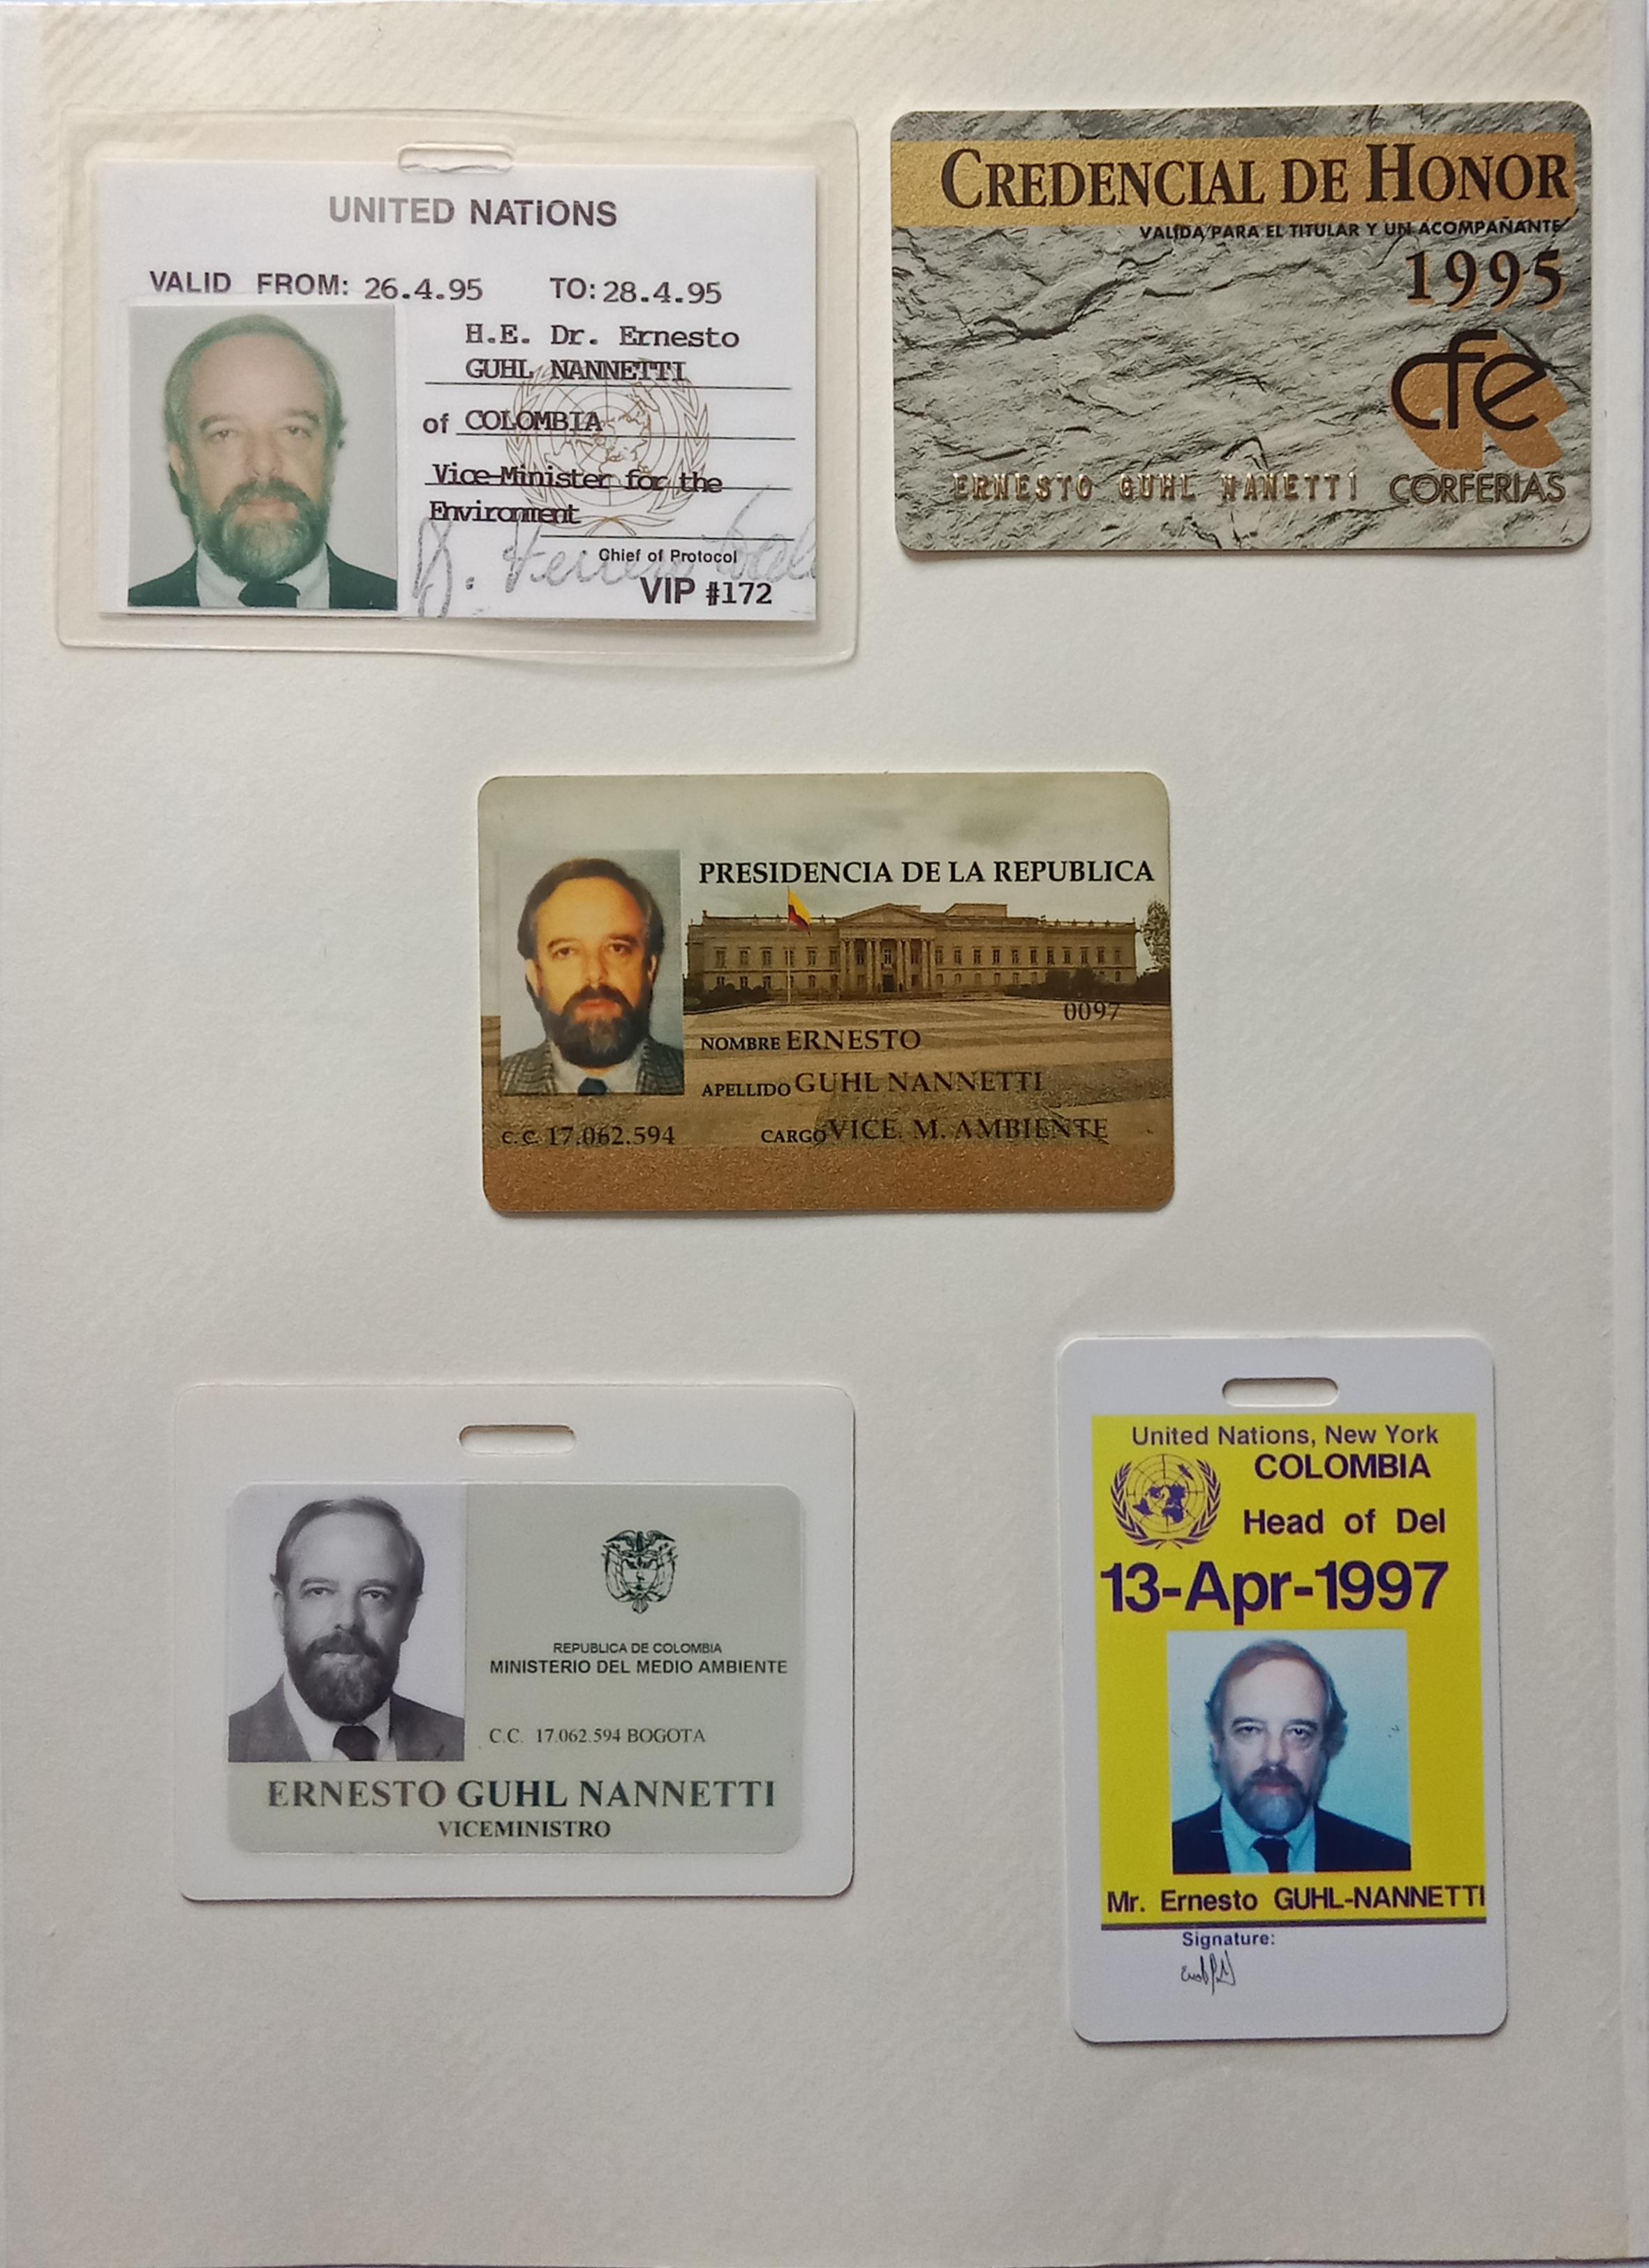 UNITED NATIONS
VALID FROM: 26.4.95 TO: 28.4.95
H.E. Dr. Ernesto
GUHL NANNETTI
of COLOMBIA
Vice-Minister for the
Environment
Chief of Protocol
VIP #172
CREDENCIAL DE HONOR
VALIDA PARA EL TITULAR Y UN ACOMPAÑANTE
1995
cfe
ERNESTO GUHL NANETTI CORFERIAS
PRESIDENCIA DE LA REPUBLICA
0097
NOMBRE ERNESTO
APELLIDO GUHL NANNETTI
C.C. 17.062.594 CARGO VICE. M. AMBIENTE
REPUBLICA DE COLOMBIA
MINISTERIO DEL MEDIO AMBIENTE
C.C. 17.062.594 BOGOTA
ERNESTO GUHL NANNETTI
VICEMINISTRO
United Nations, New York
COLOMBIA
Head of Del
13-Apr-1997
Mr. Ernesto GUHL-NANNETTI
Signature: